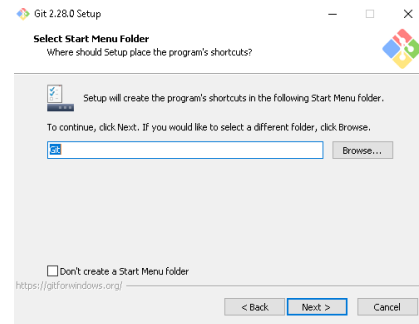 Git 2.28.0 Setup
Select Start Menu Folder
Where should Setup place the program's shortcuts?
Setup will create the program's shortcuts in the following Start Menu folder.
To continue, click Next. If you would like to select a different folder, click Browse.
Git
Browse...
Don't create a Start Menu folder
https://gitforwindows.org/
< Back
Next >
Cancel